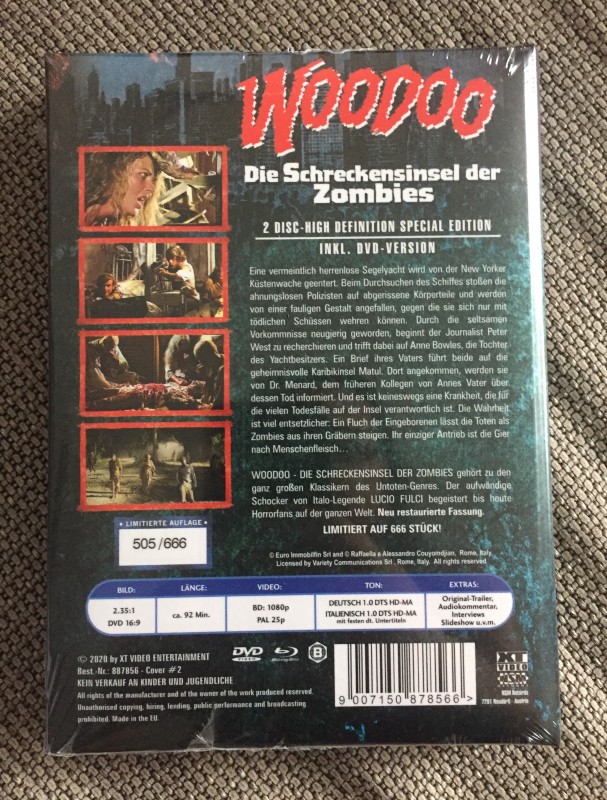 WOODOO
Die Schreckensinsel der
Zombies
2 DISC-HIGH DEFINITION SPECIAL EDITION
INKL. DVD-VERSION
Eine vermeintlich herrenlose Segelyacht wird von der New Yorker
Küstenwache geentert. Beim Durchsuchen des Schiffes stoßen die
ahnungslosen Polizisten auf abgerissene Körperteile und werden
von einer fauligen Gestalt angefallen, gegen die sie sich nur mit
tödlichen Schüssen wehren können. Durch die seltsamen
Vorkommnisse neugierig geworden, beginnt der Journalist Peter
West zu recherchieren und trifft dabei auf Anne Bowles, die Tochter
des Yachtbesitzers. Ein Brief ihres Vaters führt beide auf die
geheimnisvolle Karibikinsel Matul. Dort angekommen, werden sie
von Dr. Menard, dem früheren Kollegen von Annes Vater über
dessen Tod informiert. Und es ist keineswegs eine Krankheit, die für
die vielen Todesfälle auf der Insel verantwortlich ist. Die Wahrheit
ist viel entsetzlicher: Ein Fluch der Eingeborenen lässt die Toten als
Zombies aus ihren Gräbern steigen. Ihr einziger Antrieb ist die Gier
nach Menschenfleisch...
WOODOO - DIE SCHRECKENSINSEL DER ZOMBIES gehört zu den
ganz großen Klassikern des Untoten-Genres. Der aufwändige
Schocker von Italo-Legende LUCIO FULCI begeistert bis heute
Horrorfans auf der ganzen Welt. Neu restaurierte Fassung.
LIMITIERT AUF 666 STÜCK!
• LIMITIERTE AUFLAGE •
505/666
© Euro Immobilfin Srl and © Raffaella e Alessandro Couyomdjian, Rome, Italy.
Licensed by Variety Communications Srl, Rome, Italy. All rights reserved
BILD: LÄNGE: VIDEO: TON: EXTRAS:
2.35:1
DVD 16:9
ca. 92 Min.
BD: 1080p
PAL 25p
DEUTSCH 1.0 DTS HD-MA
ITALIENISCH 1.0 DTS HD-MA
mit festen dt. Untertiteln
Original-Trailer,
Audiokommentar,
Interviews
Slideshow u.v.m.
© 2020 by XT VIDEO ENTERTAINMENT
Best.-Nr.: 887856 - Cover #2
KEIN VERKAUF AN KINDER UND JUGENDLICHE
All rights of the manufacturer and of the owner of the work produced reserved.
Unauthorised copying, hiring, lending, public performance and broadcasting
prohibited. Made in the EU.
DVD VIDEO
Blu-ray Disc
B
9 007150 878566 >
XT
VIDEO